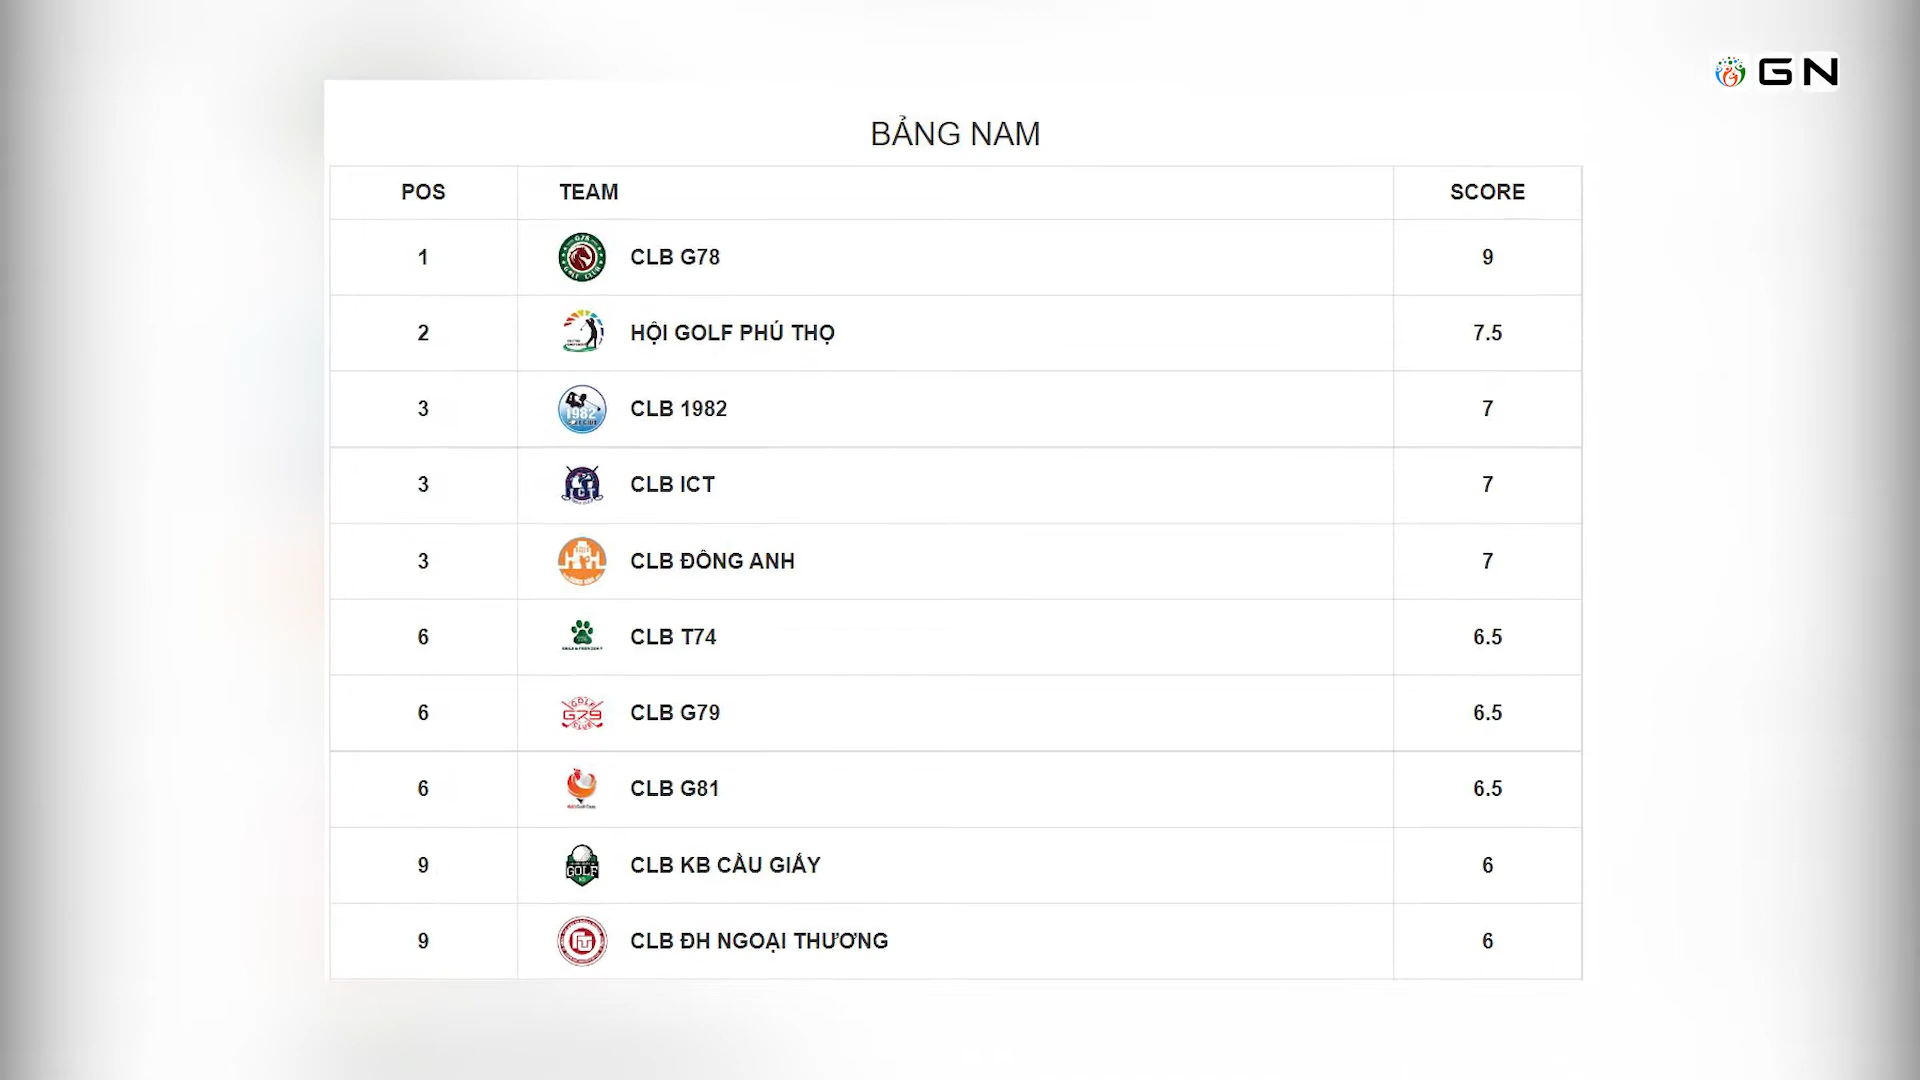 GN
BẢNG NAM
POS TEAM SCORE
1 CLB G78 9
2 HỘI GOLF PHÚ THỌ 7.5
3 CLB 1982 7
3 CLB ICT 7
3 CLB ĐÔNG ANH 7
6 CLB T74 6.5
6 CLB G79 6.5
6 CLB G81 6.5
9 CLB KB CẦU GIẤY 6
9 CLB ĐH NGOẠI THƯƠNG 6